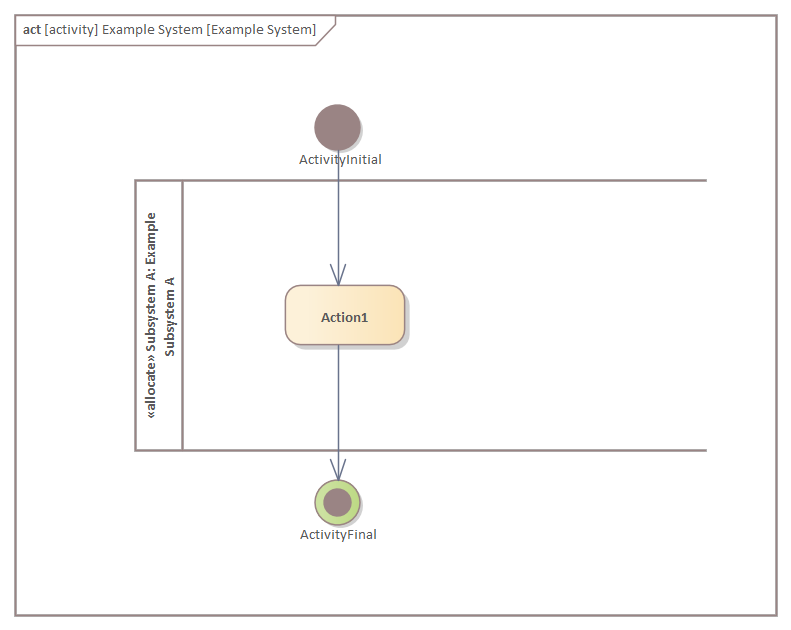 act [activity] Example System [Example System]
ActivityInitial
«allocate» Subsystem A: Example
Subsystem A
Action1
ActivityFinal